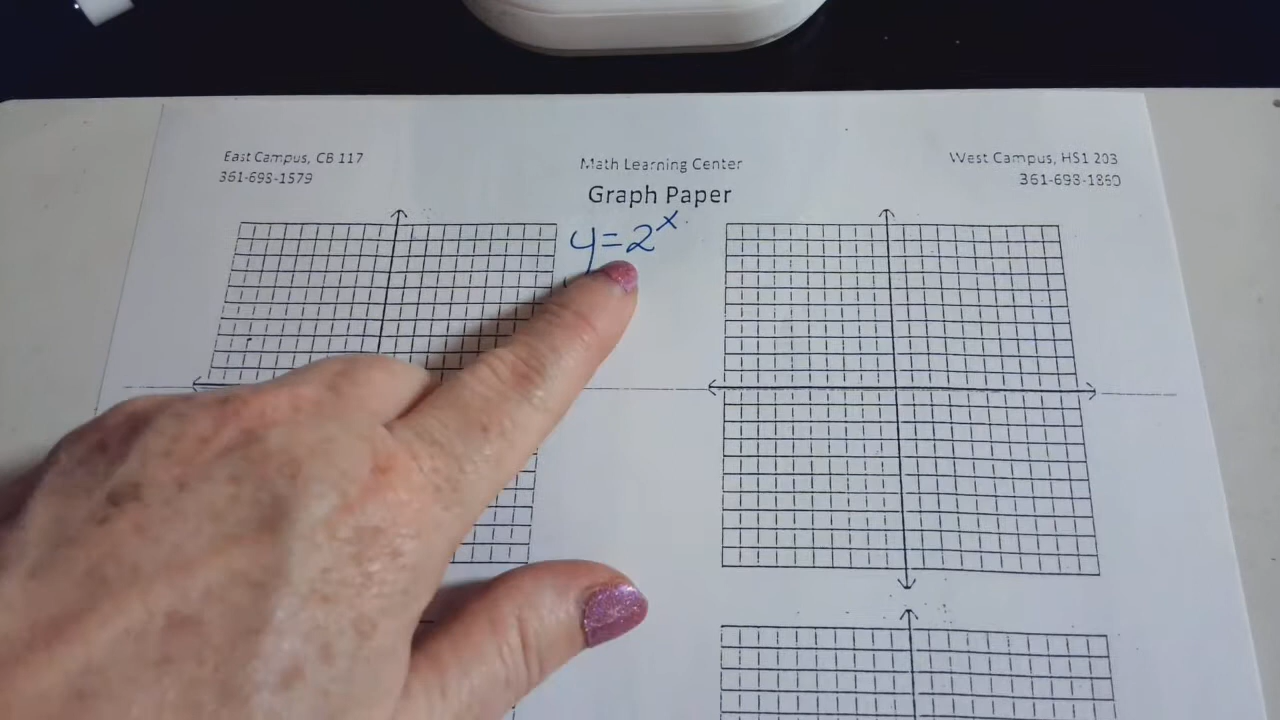 East Campus, CB 117
361-698-1579
Math Learning Center
Graph Paper
West Campus, HS1 203
361-698-1860
y=2^x